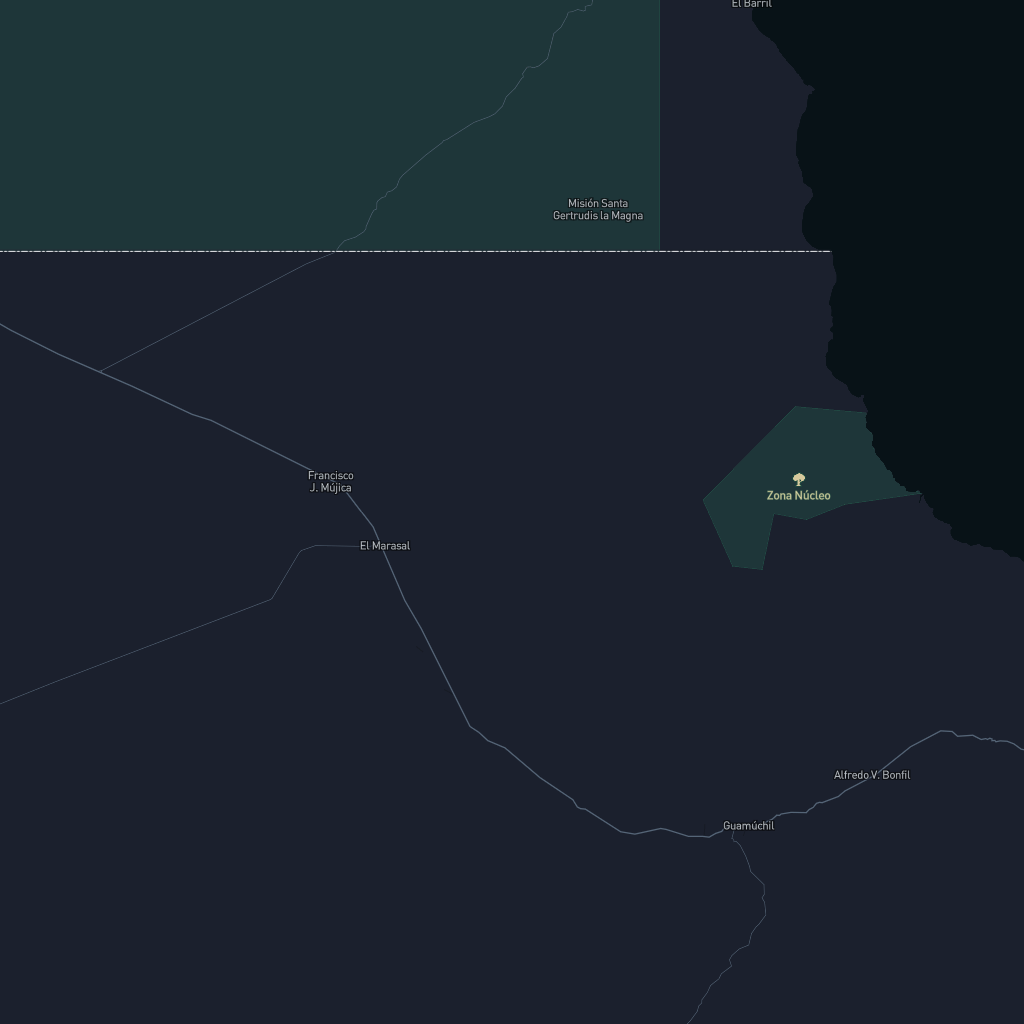 El Barril
Misión Santa
Gertrudis la Magna
Francisco
J. Mújica
Zona Núcleo
El Marasal
Alfredo V. Bonfil
Guamúchil